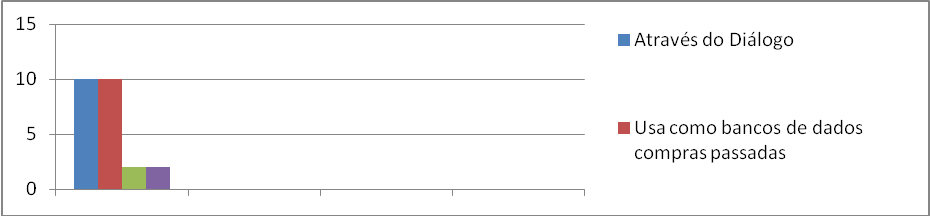 15
10
5
0
Através do Diálogo
Usa como bancos de dados
compras passadas